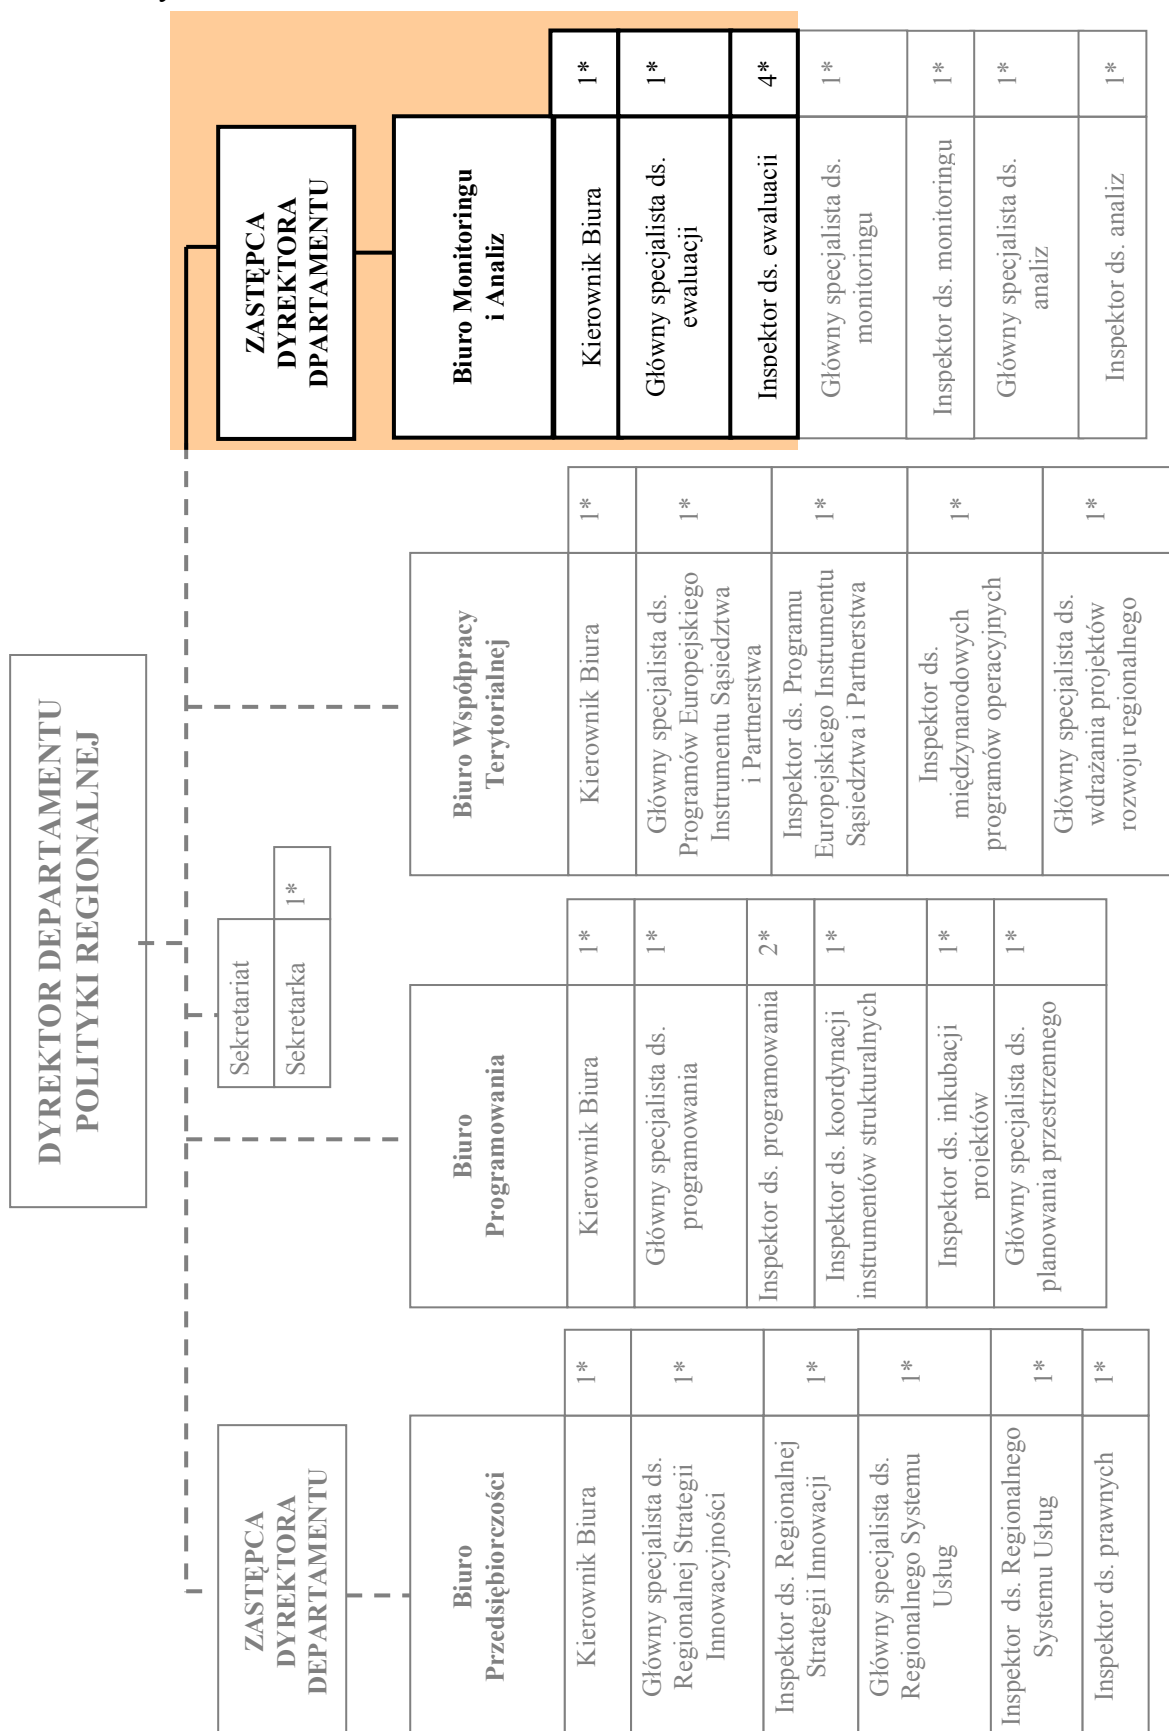 DYREKTOR DEPARTAMENTU
POLITYKI REGIONALNEJ
Sekretariat
Sekretarka 1*
ZASTĘPCA
DYREKTORA
DEPARTAMENTU
Biuro
Przedsiębiorczości
Kierownik Biura 1*
Główny specjalista ds.
Regionalnej Strategii
Innowacyjności
1*
Inspektor ds. Regionalnej
Strategii Innowacji
1*
Główny specjalista ds.
Regionalnego Systemu
Usług
1*
Inspektor ds. Regionalnego
Systemu Usług
1*
Inspektor ds. prawnych 1*
Biuro
Programowania
Kierownik Biura 1*
Główny specjalista ds.
programowania
1*
Inspektor ds. programowania 2*
Inspektor ds. koordynacji
instrumentów strukturalnych
1*
Inspektor ds. inkubacji
projektów
1*
Główny specjalista ds.
planowania przestrzennego
1*
Biuro Współpracy
Terytorialnej
Kierownik Biura 1*
Główny specjalista ds.
Programów Europejskiego
Instrumentu Sąsiedztwa
i Partnerstwa
1*
Inspektor ds. Programu
Europejskiego Instrumentu
Sąsiedztwa i Partnerstwa
1*
Inspektor ds.
międzynarodowych
programów operacyjnych
1*
Główny specjalista ds.
wdrażania projektów
rozwoju regionalnego
1*
ZASTĘPCA
DYREKTORA
DPARTAMENTU
Biuro Monitoringu
i Analiz
Kierownik Biura 1*
Główny specjalista ds.
ewaluacji
1*
Inspektor ds. ewaluacji 4*
Główny specjalista ds.
monitoringu
1*
Inspektor ds. monitoringu 1*
Główny specjalista ds.
analiz
1*
Inspektor ds. analiz 1*